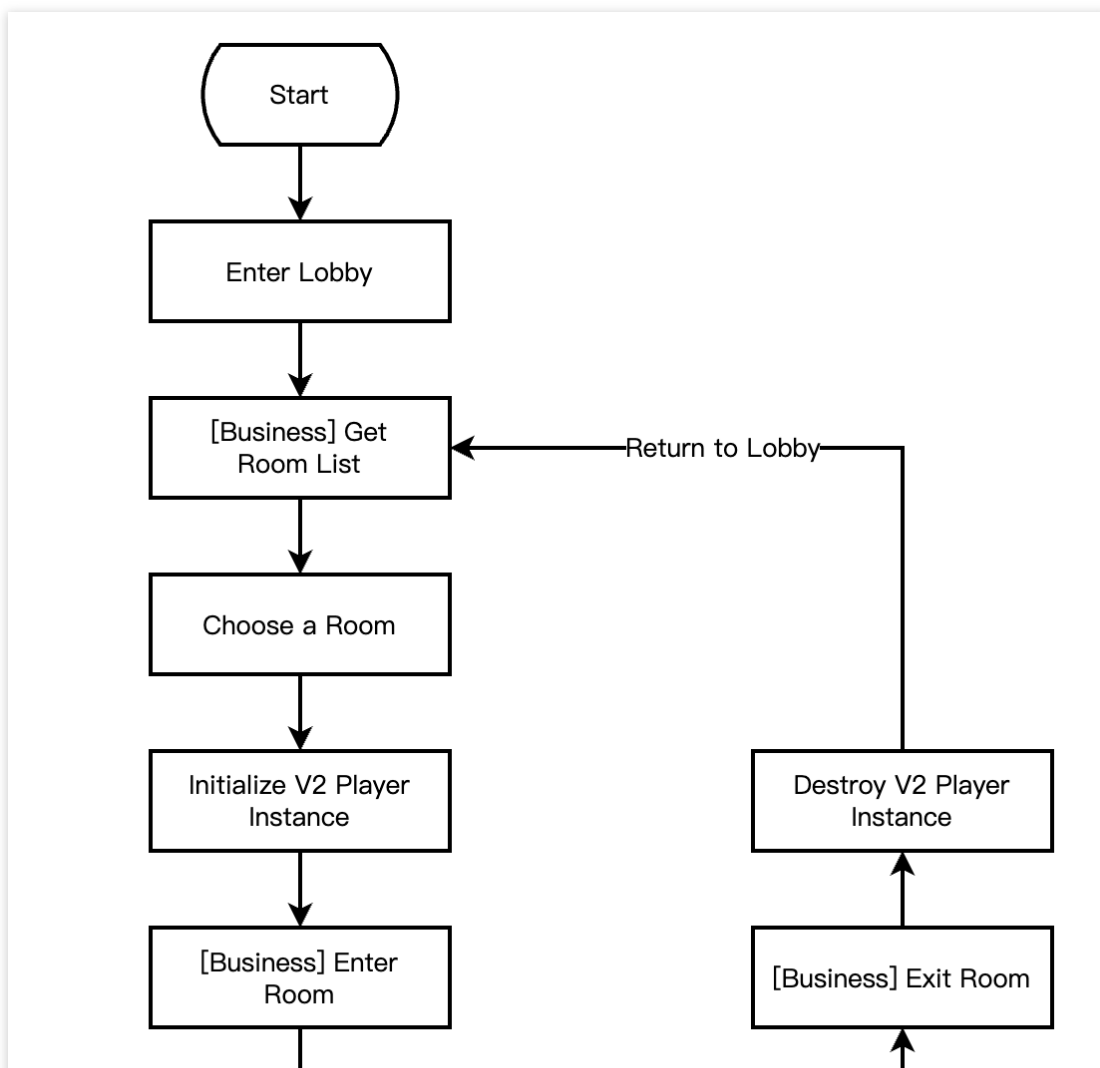 Start
Enter Lobby
[Business] Get
Room List
Return to Lobby
Choose a Room
Initialize V2 Player
Instance
Destroy V2 Player
Instance
[Business] Enter
Room
[Business] Exit Room